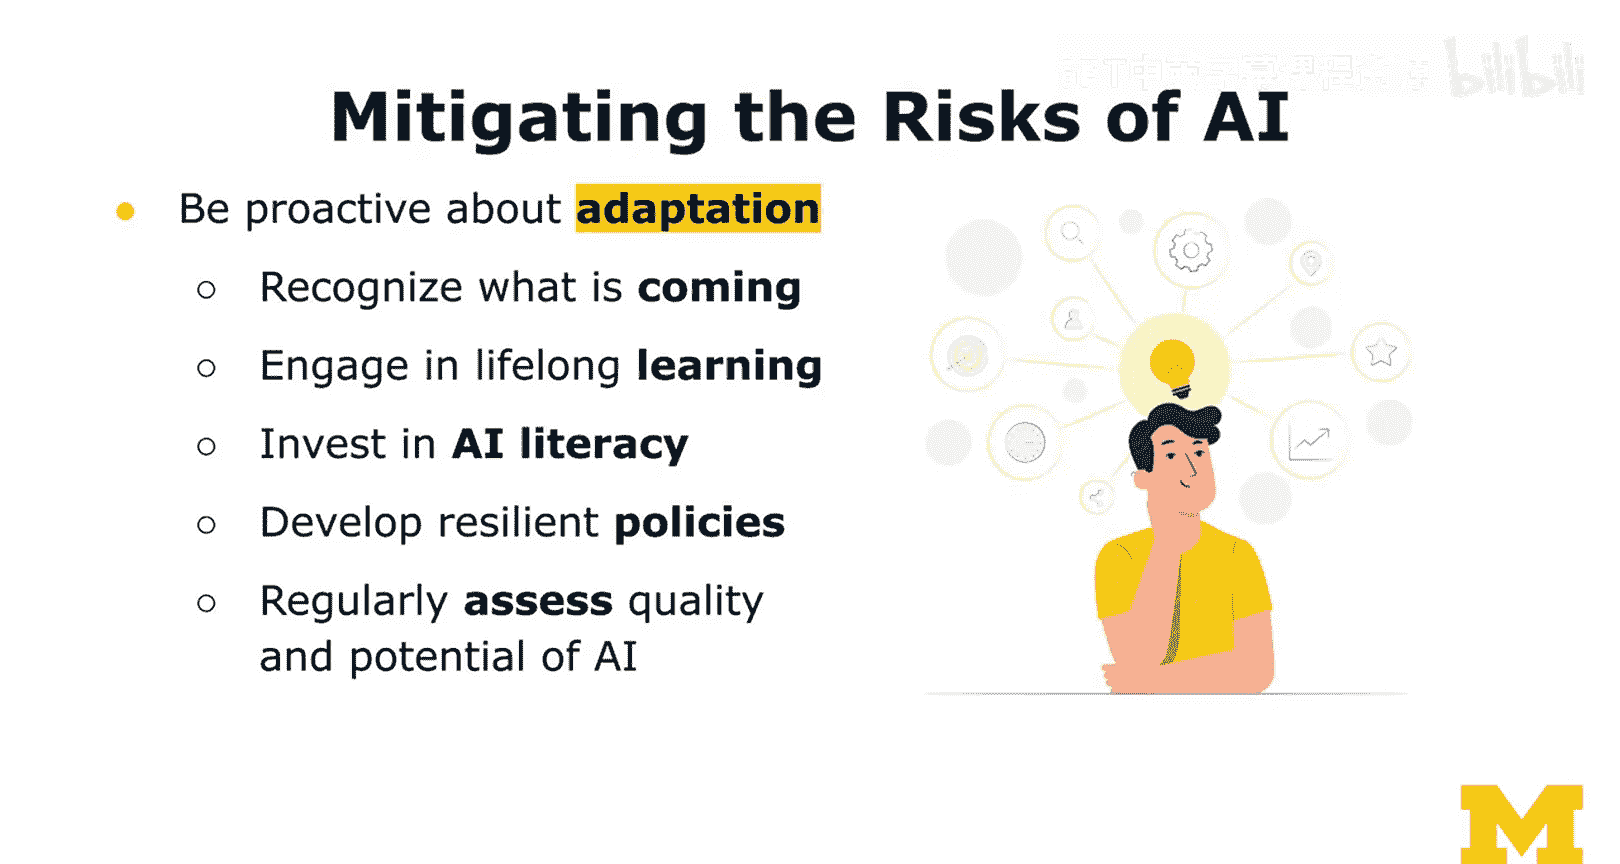 bilibili
Mitigating the Risks of AI
Be proactive about adaptation
Recognize what is coming
Engage in lifelong learning
Invest in AI literacy
Develop resilient policies
Regularly assess quality
and potential of AI
M